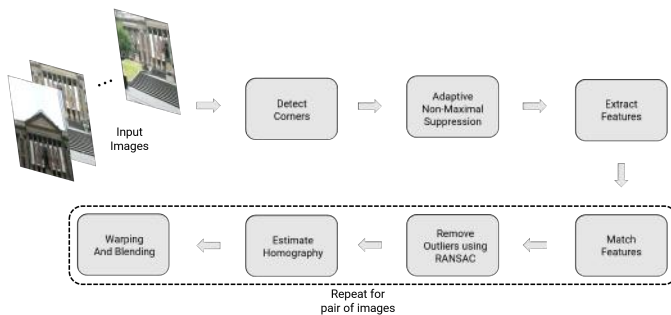 Input
Images
Detect
Corners
Adaptive
Non-Maximal
Suppression
Extract
Features
Match
Features
Remove
Outliers using
RANSAC
Estimate
Homography
Warping
And Blending
Repeat for
pair of images